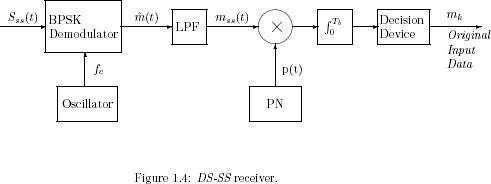 S_ss(t)
BPSK
Demodulator
m̂(t)
LPF
m_ss(t)
×
∫_0^{T_b}
Decision
Device
m_k
Original
Input
Data
f_c
p(t)
Oscillator
PN
Figure 1.4: DS-SS receiver.